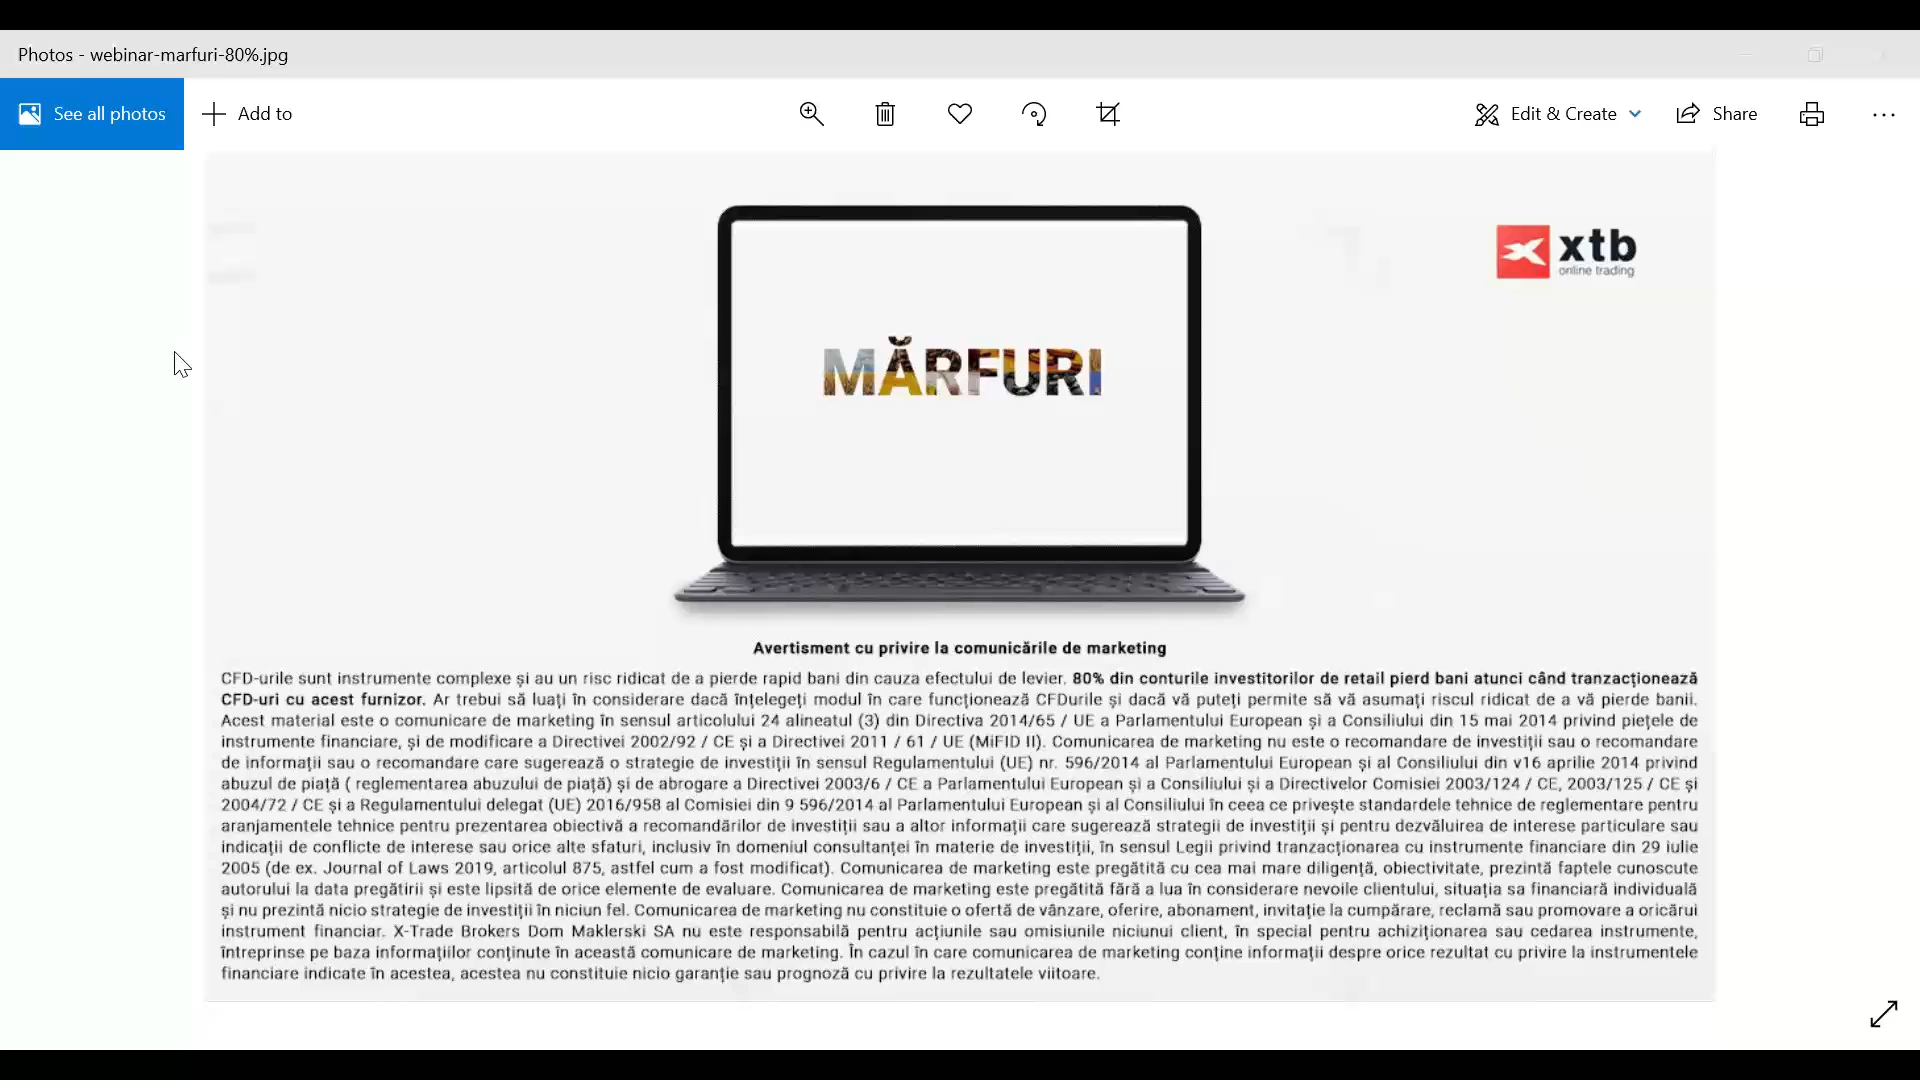 Photos - webinar-marfuri-80%.jpg
See all photos
Add to
Edit & Create
Share
xtb
online trading
MĂRFURI
Avertisment cu privire la comunicările de marketing
CFD-urile sunt instrumente complexe și au un risc ridicat de a pierde rapid bani din cauza efectului de levier. 80% din conturile investitorilor de retail pierd bani atunci când tranzacționează
CFD-uri cu acest furnizor. Ar trebui să luați în considerare dacă înțelegeți modul în care funcționează CFDurile și dacă vă puteți permite să vă asumați riscul ridicat de a vă pierde banii.
Acest material este o comunicare de marketing în sensul articolului 24 alineatul (3) din Directiva 2014/65 / UE a Parlamentului European și a Consiliului din 15 mai 2014 privind piețele de
instrumente financiare, și de modificare a Directivei 2002/92 / CE și a Directivei 2011 / 61 / UE (MiFID II). Comunicarea de marketing nu este o recomandare de investiții sau o recomandare
de informații sau o recomandare care sugerează o strategie de investiții în sensul Regulamentului (UE) nr. 596/2014 al Parlamentului European și al Consiliului din v16 aprilie 2014 privind
abuzul de piață ( reglementarea abuzului de piață) și de abrogare a Directivei 2003/6 / CE a Parlamentului European și a Consiliului și a Directivelor Comisiei 2003/124 / CE, 2003/125 / CE și
2004/72 / CE și a Regulamentului delegat (UE) 2016/958 al Comisiei din 9 596/2014 al Parlamentului European și al Consiliului în ceea ce privește standardele tehnice de reglementare pentru
aranjamentele tehnice pentru prezentarea obiectivă a recomandărilor de investiții sau a altor informații care sugerează strategii de investiții și pentru dezvăluirea de interese particulare sau
indicații de conflicte de interese sau orice alte sfaturi, inclusiv în domeniul consultanței în materie de investiții, în sensul Legii privind tranzacționarea cu instrumente financiare din 29 iulie
2005 (de ex. Journal of Laws 2019, articolul 875, astfel cum a fost modificat). Comunicarea de marketing este pregătită cu cea mai mare diligență, obiectivitate, prezintă faptele cunoscute
autorului la data pregătirii și este lipsită de orice elemente de evaluare. Comunicarea de marketing este pregătită fără a lua în considerare nevoile clientului, situația sa financiară individuală
și nu prezintă nicio strategie de investiții în niciun fel. Comunicarea de marketing nu constituie o ofertă de vânzare, oferire, abonament, invitație la cumpărare, reclamă sau promovare a oricărui
instrument financiar. X-Trade Brokers Dom Maklerski SA nu este responsabilă pentru acțiunile sau omisiunile niciunui client, în special pentru achiziționarea sau cedarea instrumente,
întreprinse pe baza informațiilor conținute în această comunicare de marketing. În cazul în care comunicarea de marketing conține informații despre orice rezultat cu privire la instrumentele
financiare indicate în acestea, acestea nu constituie nicio garanție sau prognoză cu privire la rezultatele viitoare.